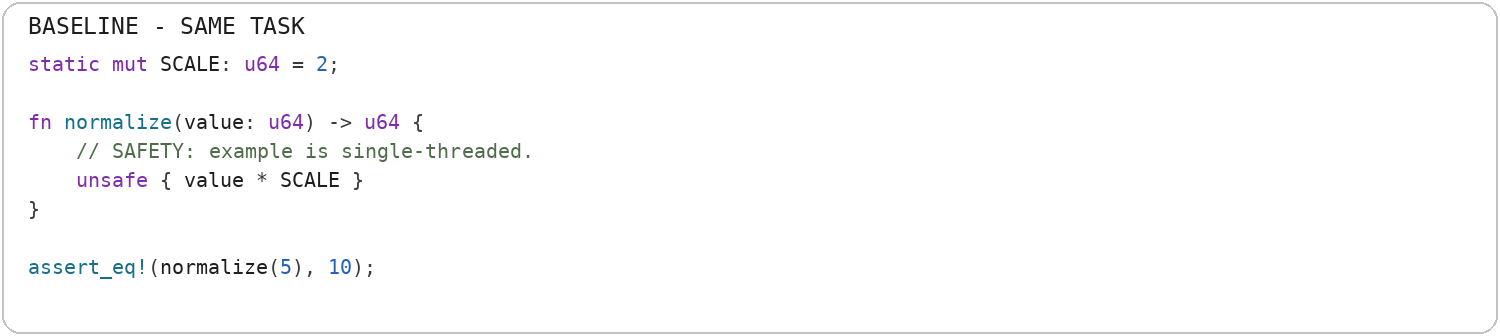 BASELINE - SAME TASK
static mut SCALE: u64 = 2;
fn normalize(value: u64) -> u64 {
    // SAFETY: example is single-threaded.
    unsafe { value * SCALE }
}
assert_eq!(normalize(5), 10);